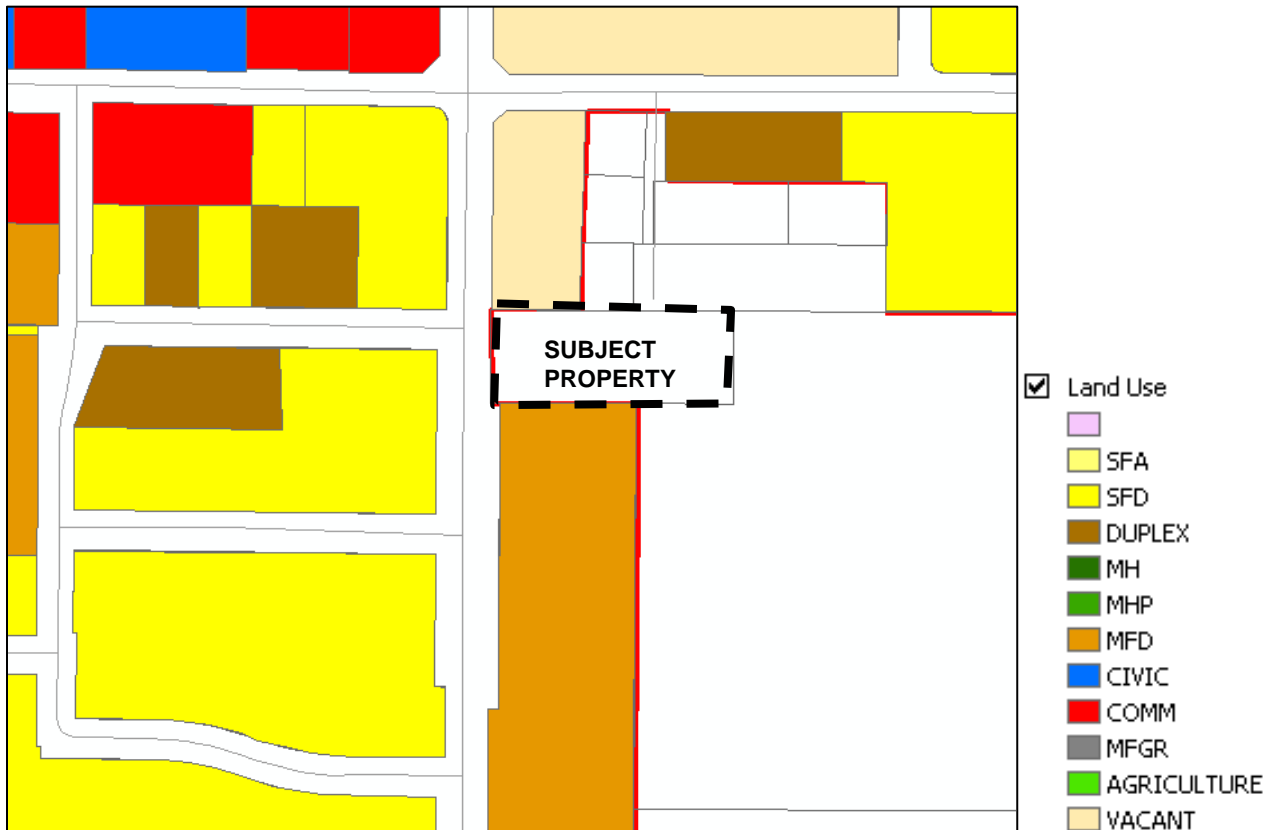 SUBJECT
PROPERTY
Land Use
SFA
SFD
DUPLEX
MH
MHP
MFD
CIVIC
COMM
MFGR
AGRICULTURE
VACANT